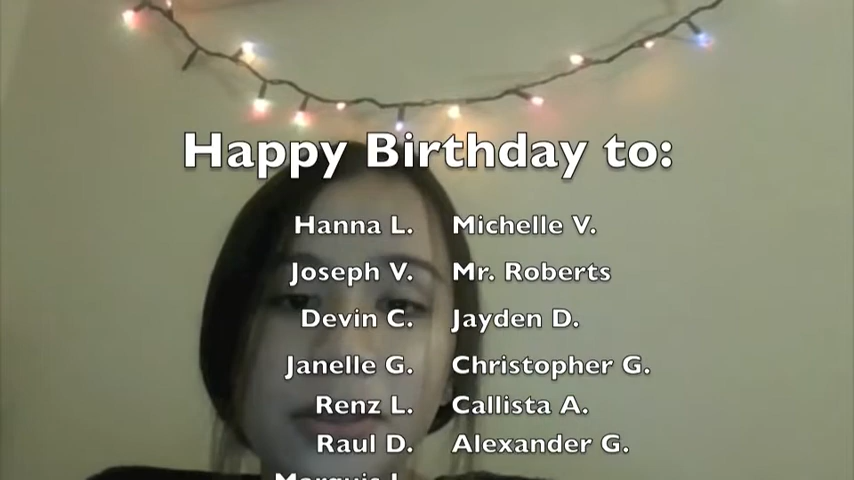 Happy Birthday to:
Hanna L. Michelle V.
Joseph V. Mr. Roberts
Devin C. Jayden D.
Janelle G. Christopher G.
Renz L. Callista A.
Raul D. Alexander G.